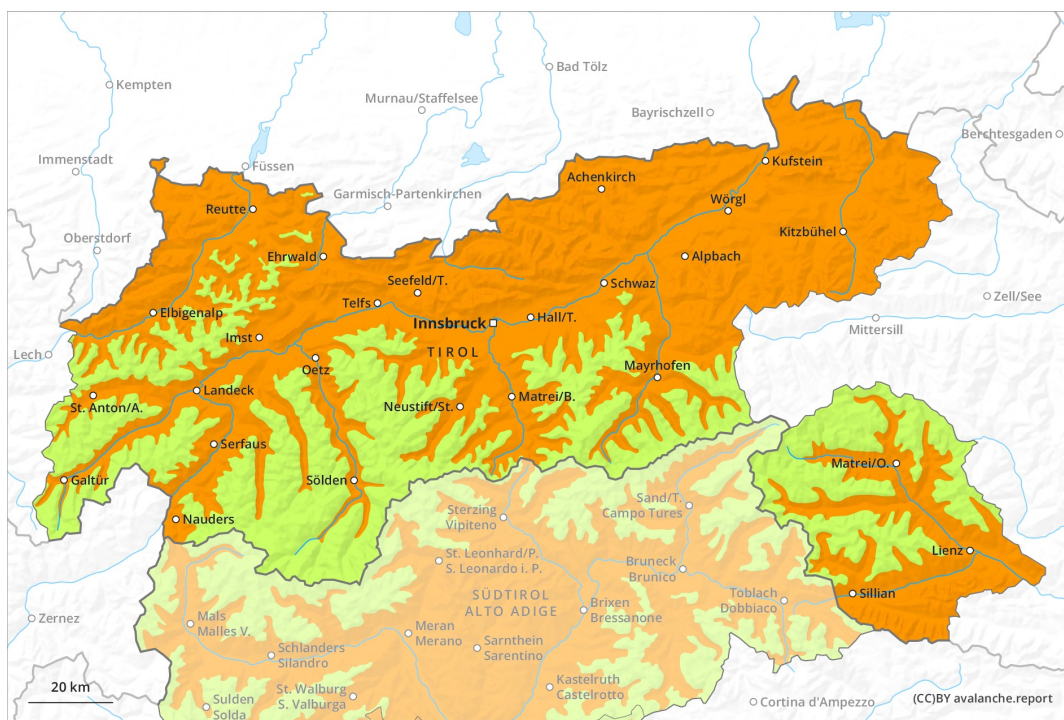 Kempten
Bad Tölz
Murnau/Staffelsee
Bayrischzell
Berchtesgaden
Immenstadt
Füssen
Kufstein
Achenkirch
Garmisch-Partenkirchen
Reutte
Wörgl
Oberstdorf
Kitzbühel
Ehrwald
Alpbach
Seefeld/T.
Schwaz
Zell/See
Telfs
Elbigenalp
Hall/T.
Innsbruck
Mittersill
Imst
Lech
TIROL
Oetz
Mayrhofen
Landeck
St. Anton/A.
Neustift/St.
Matrei/B.
Serfaus
Matrei/O.
Galtür
Sölden
Sand/T.
Campo Tures
Sterzing
Vipiteno
Nauders
Lienz
St. Leonhard/P.
S. Leonardo i. P.
Bruneck
Brunico
SÜDTIROL
ALTO ADIGE
Toblach
Dobbiaco
Sillian
Brixen
Bressanone
Zernez
Mals
Malles V.
Meran
Merano
Schlanders
Silandro
Sarnthein
Sarentino
20 km
St. Walburg
S. Valburga
Kastelruth
Castelrotto
Sulden
Solda
Cortina d'Ampezzo
(CC)BY avalanche.report